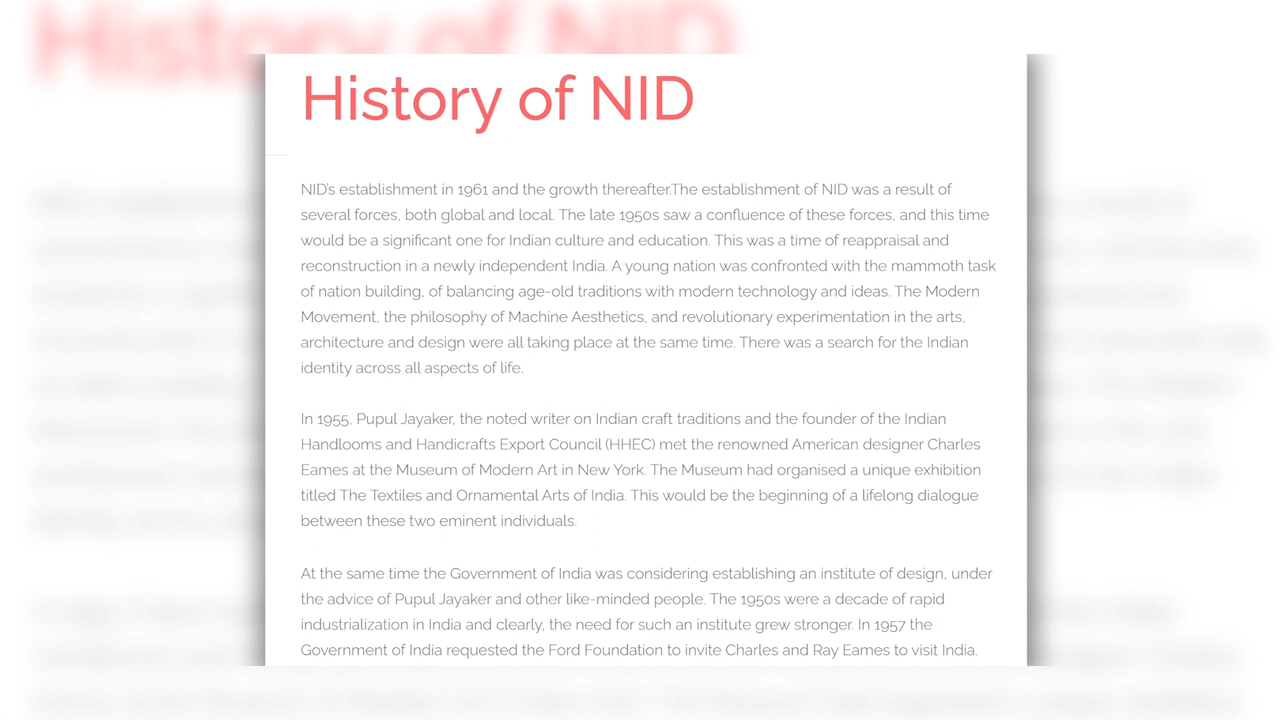 History of NID
NID's establishment in 1961 and the growth thereafter.The establishment of NID was a result of
several forces, both global and local. The late 1950s saw a confluence of these forces, and this time
would be a significant one for Indian culture and education. This was a time of reappraisal and
reconstruction in a newly independent India. A young nation was confronted with the mammoth task
of nation building, of balancing age-old traditions with modern technology and ideas. The Modern
Movement, the philosophy of Machine Aesthetics, and revolutionary experimentation in the arts,
architecture and design were all taking place at the same time. There was a search for the Indian
identity across all aspects of life.
In 1955, Pupul Jayaker, the noted writer on Indian craft traditions and the founder of the Indian
Handlooms and Handicrafts Export Council (HHEC) met the renowned American designer Charles
Eames at the Museum of Modern Art in New York. The Museum had organised a unique exhibition
titled The Textiles and Ornamental Arts of India. This would be the beginning of a lifelong dialogue
between these two eminent individuals.
At the same time the Government of India was considering establishing an institute of design, under
the advice of Pupul Jayaker and other like-minded people. The 1950s were a decade of rapid
industrialization in India and clearly, the need for such an institute grew stronger. In 1957 the
Government of India requested the Ford Foundation to invite Charles and Ray Eames to visit India.